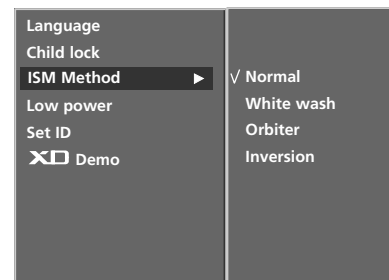 Language
Child lock
ISM Method ▶
Low power
Set ID
XD Demo
√ Normal
White wash
Orbiter
Inversion